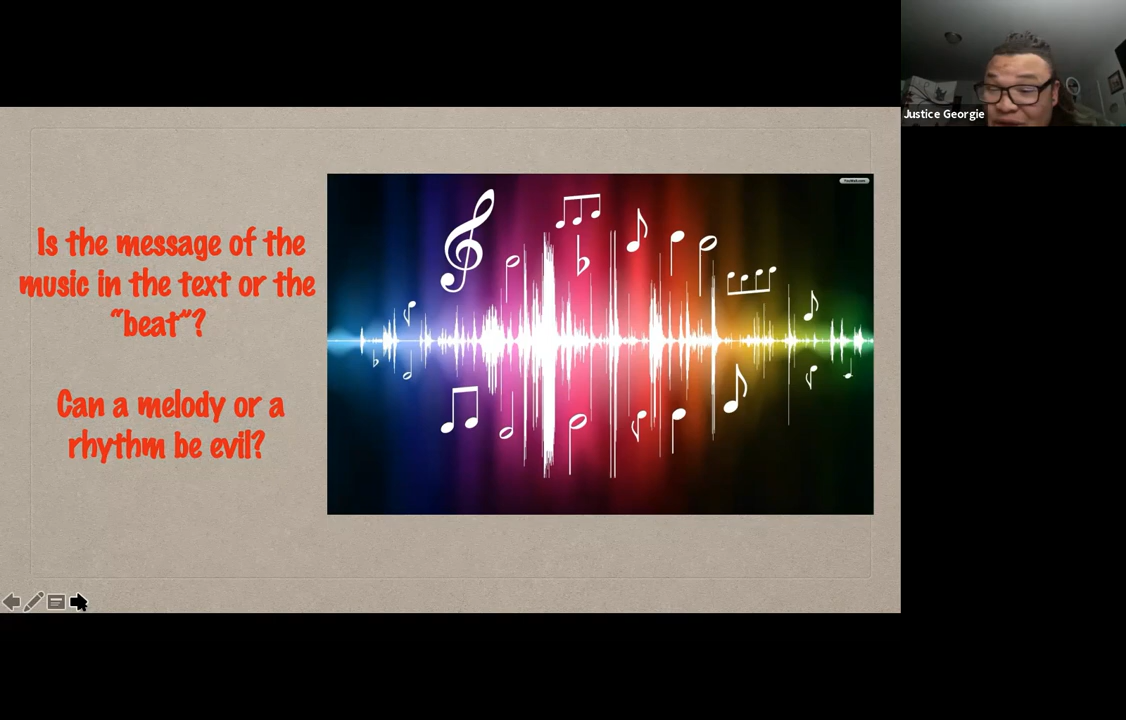 Is the message of the
music in the text or the
“beat”?
Can a melody or a
rhythm be evil?
Justice Georgie